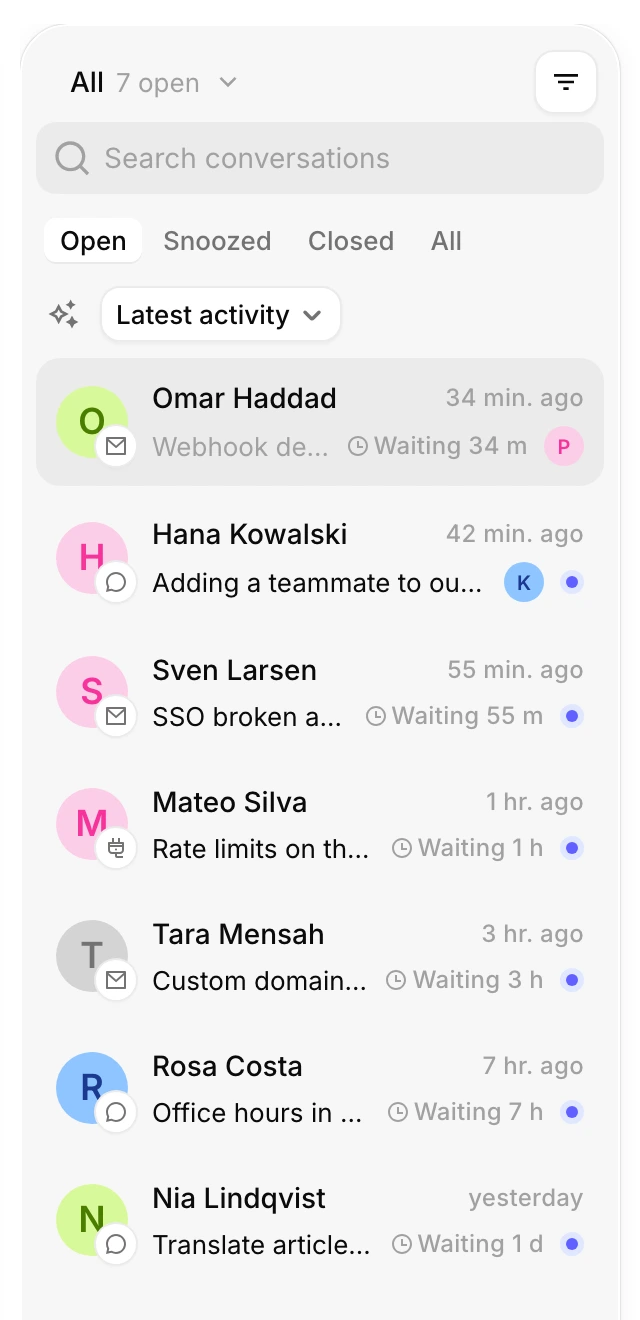 All 7 open
Search conversations
Open Snoozed Closed All
Latest activity
O Omar Haddad 34 min. ago
Webhook de... Waiting 34 m P
H Hana Kowalski 42 min. ago
Adding a teammate to ou... K
S Sven Larsen 55 min. ago
SSO broken a... Waiting 55 m
M Mateo Silva 1 hr. ago
Rate limits on th... Waiting 1 h
T Tara Mensah 3 hr. ago
Custom domain... Waiting 3 h
R Rosa Costa 7 hr. ago
Office hours in ... Waiting 7 h
N Nia Lindqvist yesterday
Translate article... Waiting 1 d